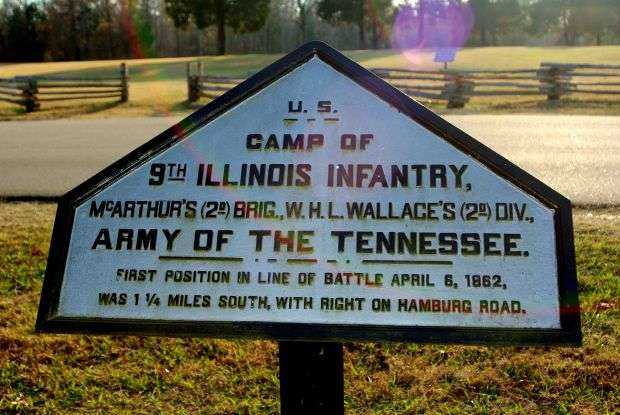 U. S.
CAMP OF
9TH ILLINOIS INFANTRY,
McARTHUR'S (2D) BRIG., W. H. L. WALLACE'S (2D) DIV.,
ARMY OF THE TENNESSEE.
FIRST POSITION IN LINE OF BATTLE APRIL 6, 1862,
WAS 1 1/4 MILES SOUTH, WITH RIGHT ON HAMBURG ROAD.